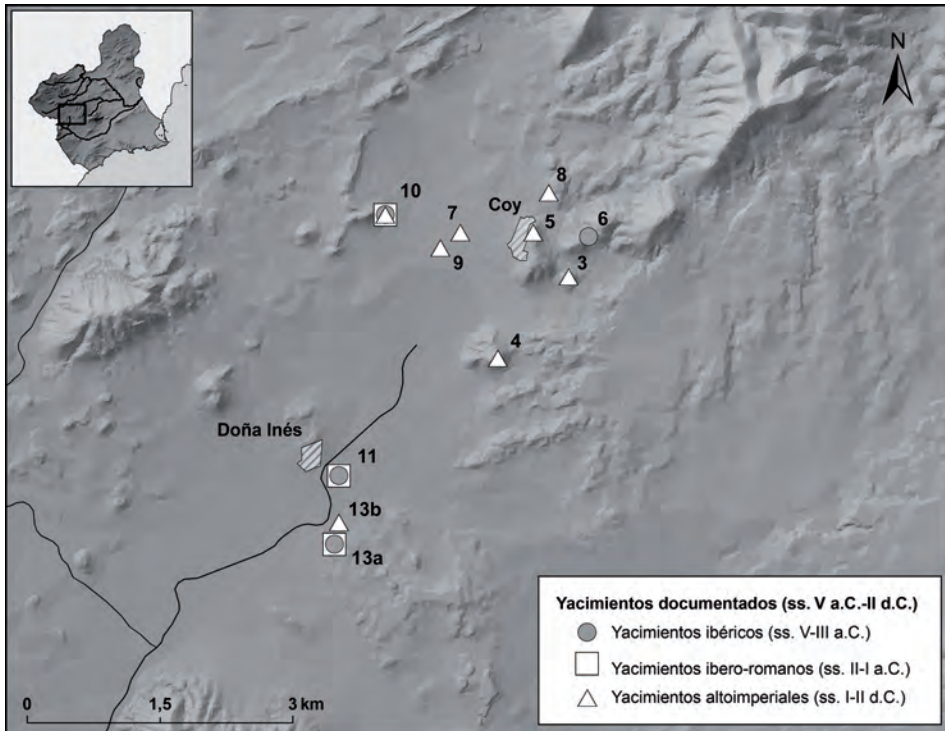 N
8
10
Coy
7
5
6
9
3
4
Doña Inés
11
13b
13a
Yacimientos documentados (ss. V a.C.-II d.C.)
Yacimientos ibéricos (ss. V-III a.C.)
Yacimientos ibero-romanos (ss. II-I a.C.)
Yacimientos altoimperiales (ss. I-II d.C.)
0 1,5 3 km